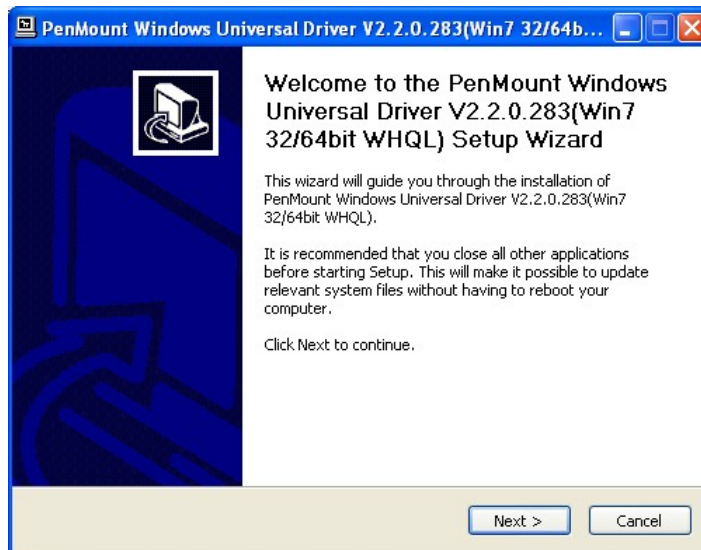 PenMount Windows Universal Driver V2.2.0.283(Win7 32/64b...
Welcome to the PenMount Windows
Universal Driver V2.2.0.283(Win7
32/64bit WHQL) Setup Wizard
This wizard will guide you through the installation of
PenMount Windows Universal Driver V2.2.0.283(Win7
32/64bit WHQL).
It is recommended that you close all other applications
before starting Setup. This will make it possible to update
relevant system files without having to reboot your
computer.
Click Next to continue.
Next >
Cancel